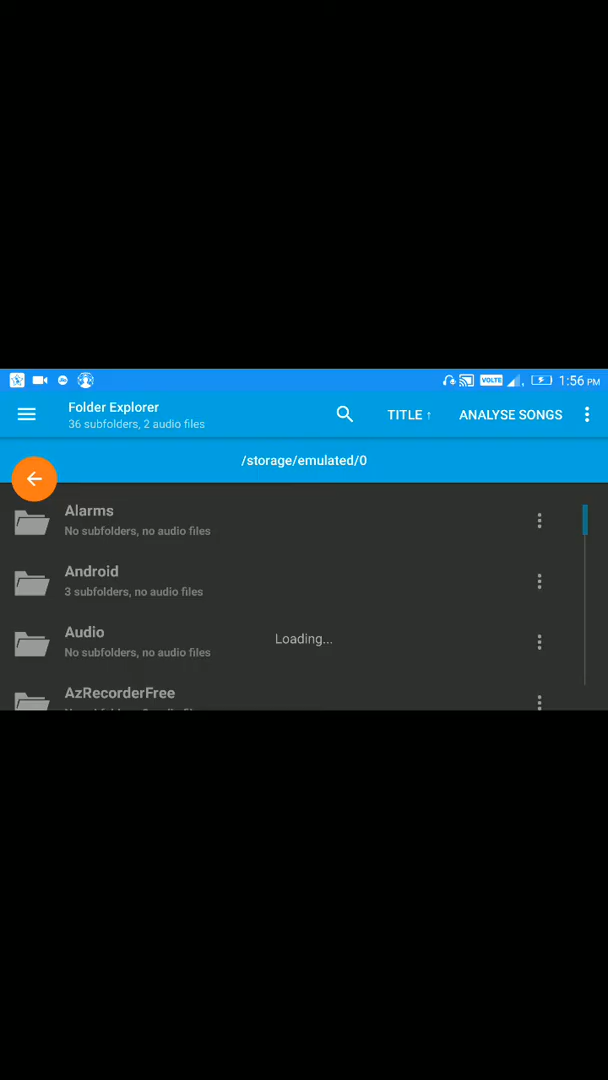 VOLTE 1:56 PM
Folder Explorer
36 subfolders, 2 audio files
TITLE ↑ ANALYSE SONGS
/storage/emulated/0
Alarms
No subfolders, no audio files
Android
3 subfolders, no audio files
Audio
No subfolders, no audio files
Loading...
AzRecorderFree